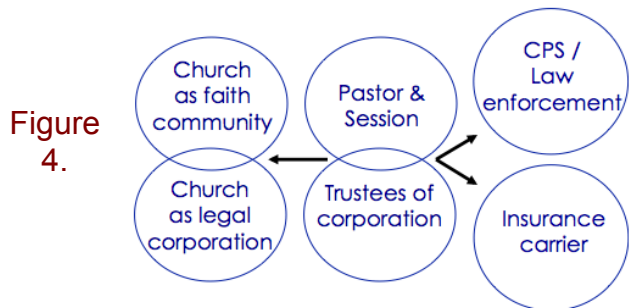 Figure
4.
Church
as faith
community
Church
as legal
corporation
Pastor &
Session
Trustees of
corporation
CPS /
Law
enforcement
Insurance
carrier